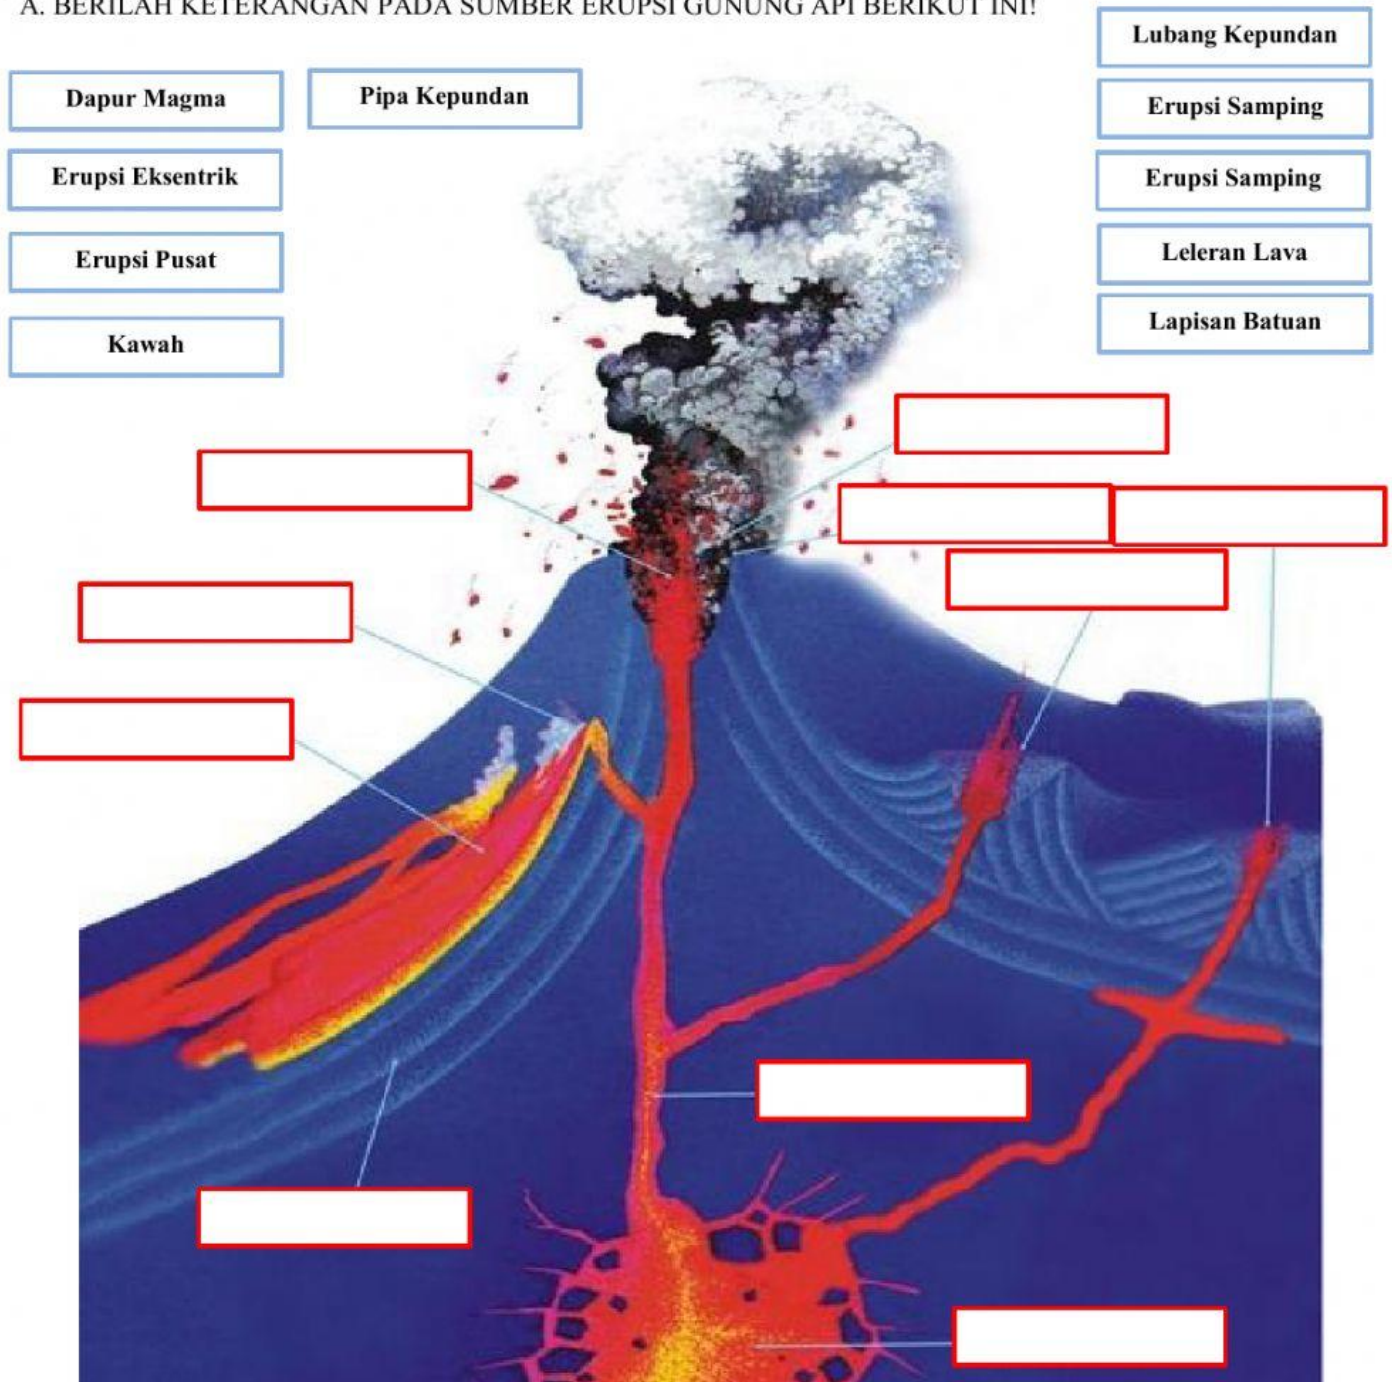 A. BERILAH KETERANGAN PADA SUMBER ERUPSI GUNUNG API BERIKUT INI!
Lubang Kepundan
Dapur Magma
Pipa Kepundan
Erupsi Samping
Erupsi Eksentrik
Erupsi Samping
Erupsi Pusat
Leleran Lava
Kawah
Lapisan Batuan